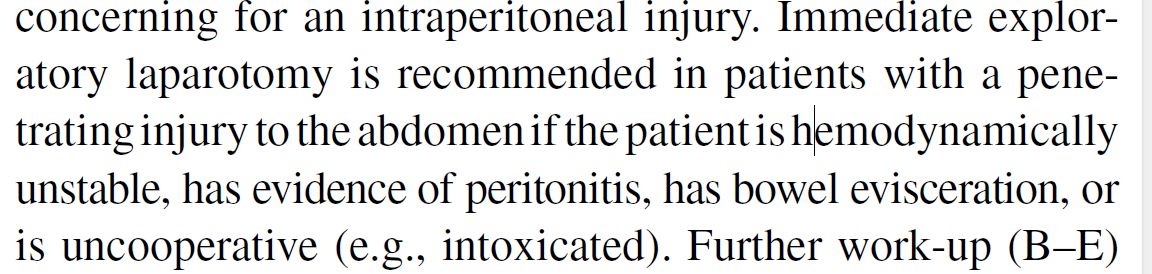 concerning for an intraperitoneal injury. Immediate explor-
atory laparotomy is recommended in patients with a pene-
trating injury to the abdomen if the patient is hemodynamically
unstable, has evidence of peritonitis, has bowel evisceration, or
is uncooperative (e.g., intoxicated). Further work-up (B–E)